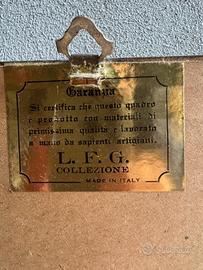 Garanzia
Si certifica che questo quadro
è prodotto con materiali di
primissima qualità e lavorato
a mano da sapienti artigiani.
L. F. G.
COLLEZIONE
MADE IN ITALY